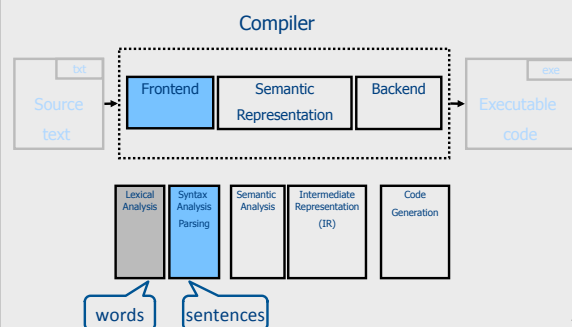 Compiler
txt
exe
Frontend
Semantic
Representation
Backend
Source
text
Executable
code
Lexical
Analysis
Syntax
Analysis
Parsing
Semantic
Analysis
Intermediate
Representation
(IR)
Code
Generation
words
sentences